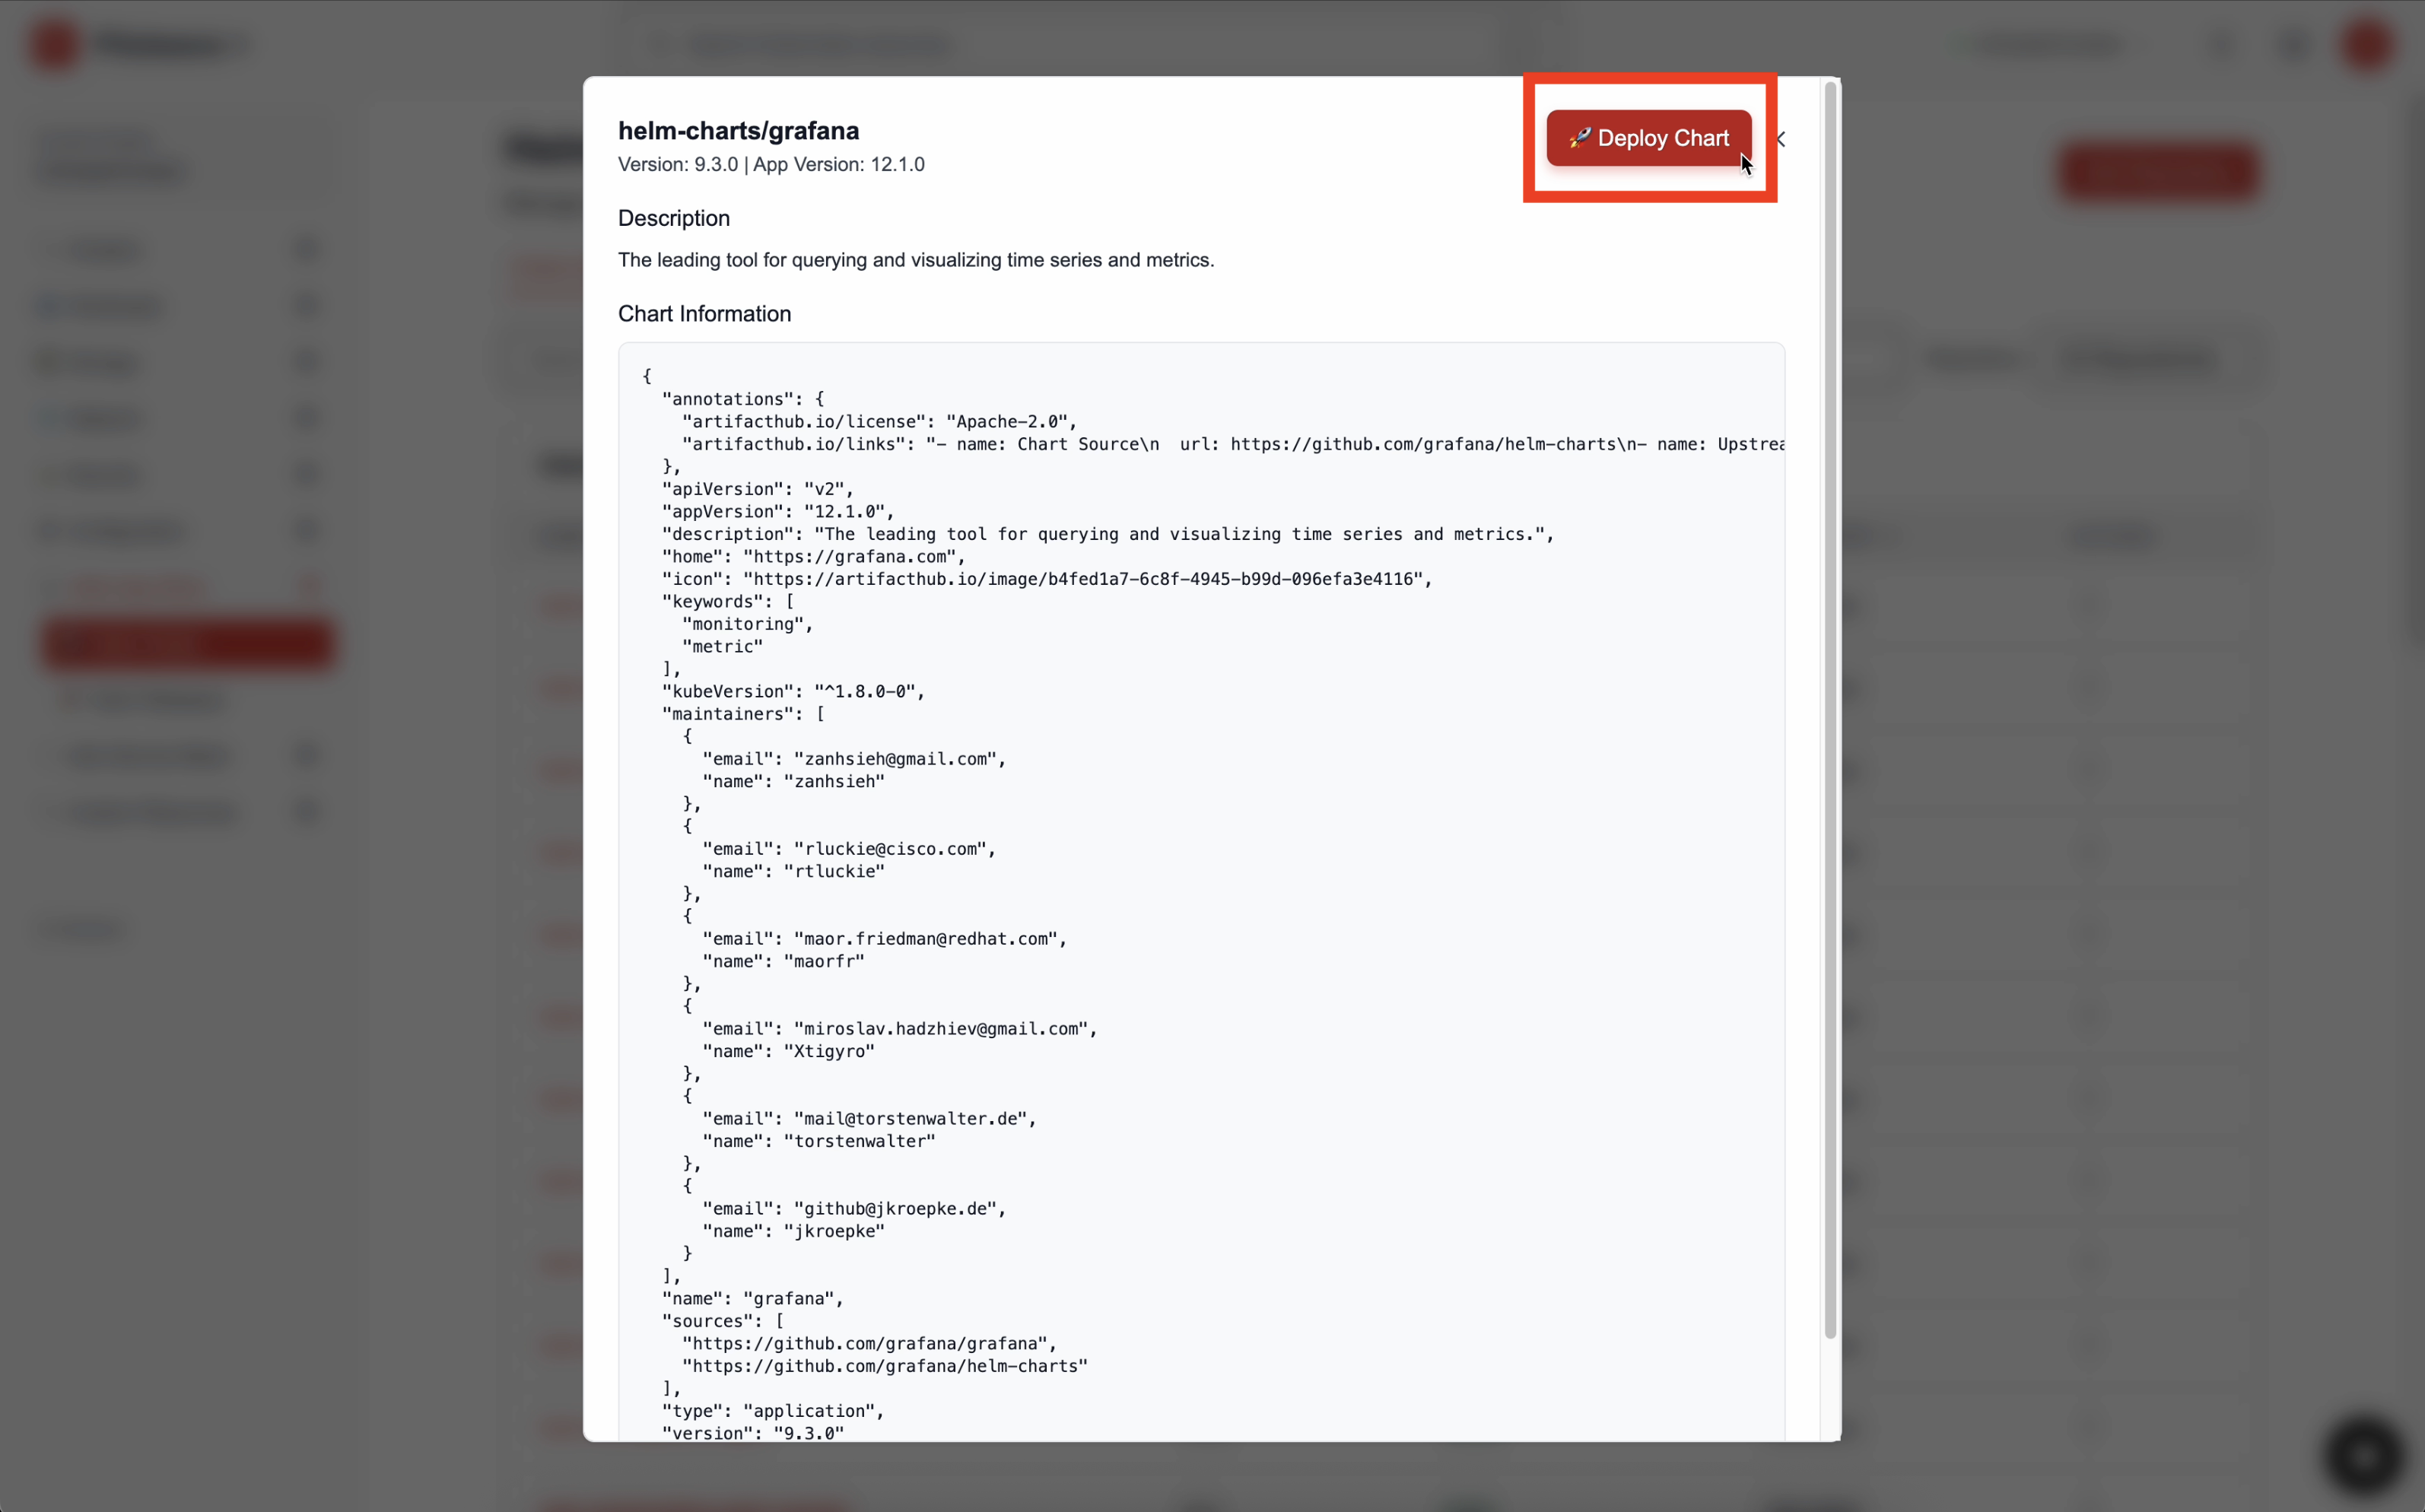 helm-charts/grafana
🚀 Deploy Chart
Version: 9.3.0 | App Version: 12.1.0
Description
The leading tool for querying and visualizing time series and metrics.
Chart Information
{
  "annotations": {
    "artifacthub.io/license": "Apache-2.0",
    "artifacthub.io/links": "- name: Chart Source\n  url: https://github.com/grafana/helm-charts\n- name: Upstrea
  },
  "apiVersion": "v2",
  "appVersion": "12.1.0",
  "description": "The leading tool for querying and visualizing time series and metrics.",
  "home": "https://grafana.com",
  "icon": "https://artifacthub.io/image/b4fed1a7-6c8f-4945-b99d-096efa3e4116",
  "keywords": [
    "monitoring",
    "metric"
  ],
  "kubeVersion": "^1.8.0-0",
  "maintainers": [
    {
      "email": "zanhsieh@gmail.com",
      "name": "zanhsieh"
    },
    {
      "email": "rluckie@cisco.com",
      "name": "rtluckie"
    },
    {
      "email": "maor.friedman@redhat.com",
      "name": "maorfr"
    },
    {
      "email": "miroslav.hadzhiev@gmail.com",
      "name": "Xtigyro"
    },
    {
      "email": "mail@torstenwalter.de",
      "name": "torstenwalter"
    },
    {
      "email": "github@jkroepke.de",
      "name": "jkroepke"
    }
  ],
  "name": "grafana",
  "sources": [
    "https://github.com/grafana/grafana",
    "https://github.com/grafana/helm-charts"
  ],
  "type": "application",
  "version": "9.3.0"